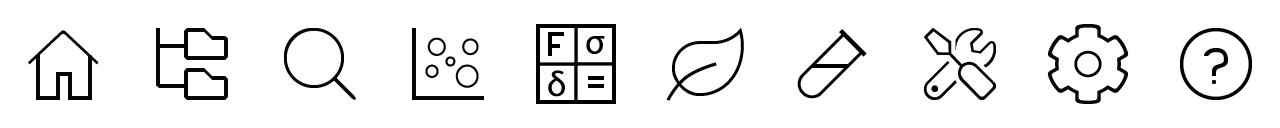 F σ
δ =
?